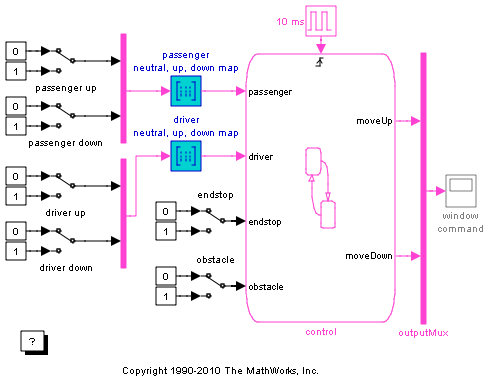 10 ms
0
1
passenger up
0
1
passenger down
passenger
neutral, up, down map
driver
neutral, up, down map
0
1
driver up
0
1
driver down
endstop
0
1
obstacle
0
1
passenger
driver
endstop
obstacle
moveUp
moveDown
control
outputMux
window
command
?
Copyright 1990-2010 The MathWorks, Inc.